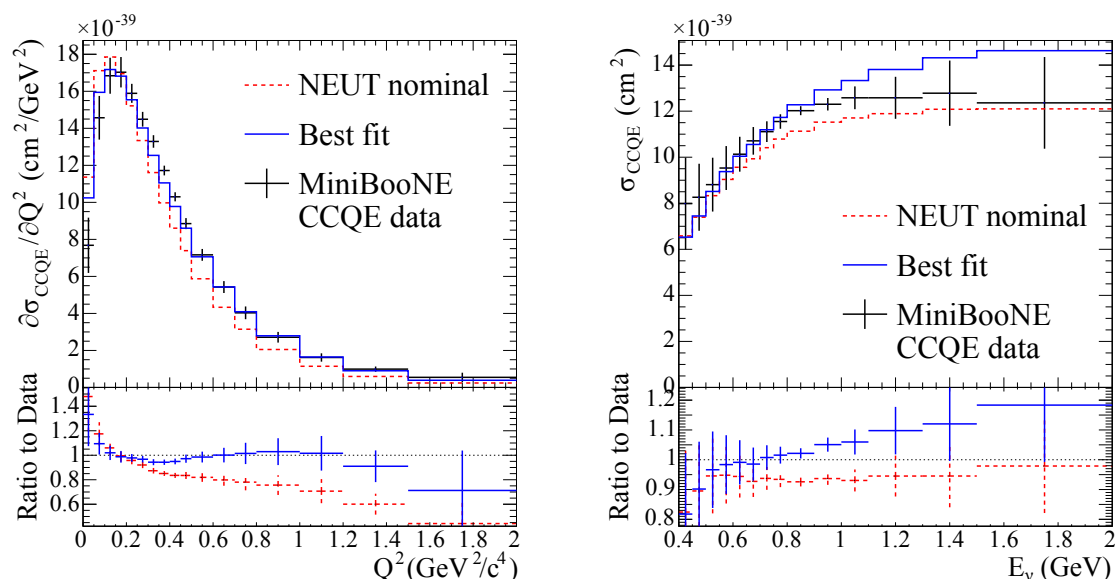 ×10⁻³⁹
∂σ_CCQE/∂Q² (cm²/GeV²)
18
16
14
12
10
8
6
4
2
0
NEUT nominal
Best fit
MiniBooNE
CCQE data
Ratio to Data
1.4
1.2
1
0.8
0.6
0 0.2 0.4 0.6 0.8 1 1.2 1.4 1.6 1.8 2
Q²(GeV²/c⁴)
×10⁻³⁹
σ_CCQE (cm²)
14
12
10
8
6
4
2
0
NEUT nominal
Best fit
MiniBooNE
CCQE data
Ratio to Data
1.2
1.1
1.0
0.9
0.8
0.4 0.6 0.8 1 1.2 1.4 1.6 1.8 2
E_ν (GeV)